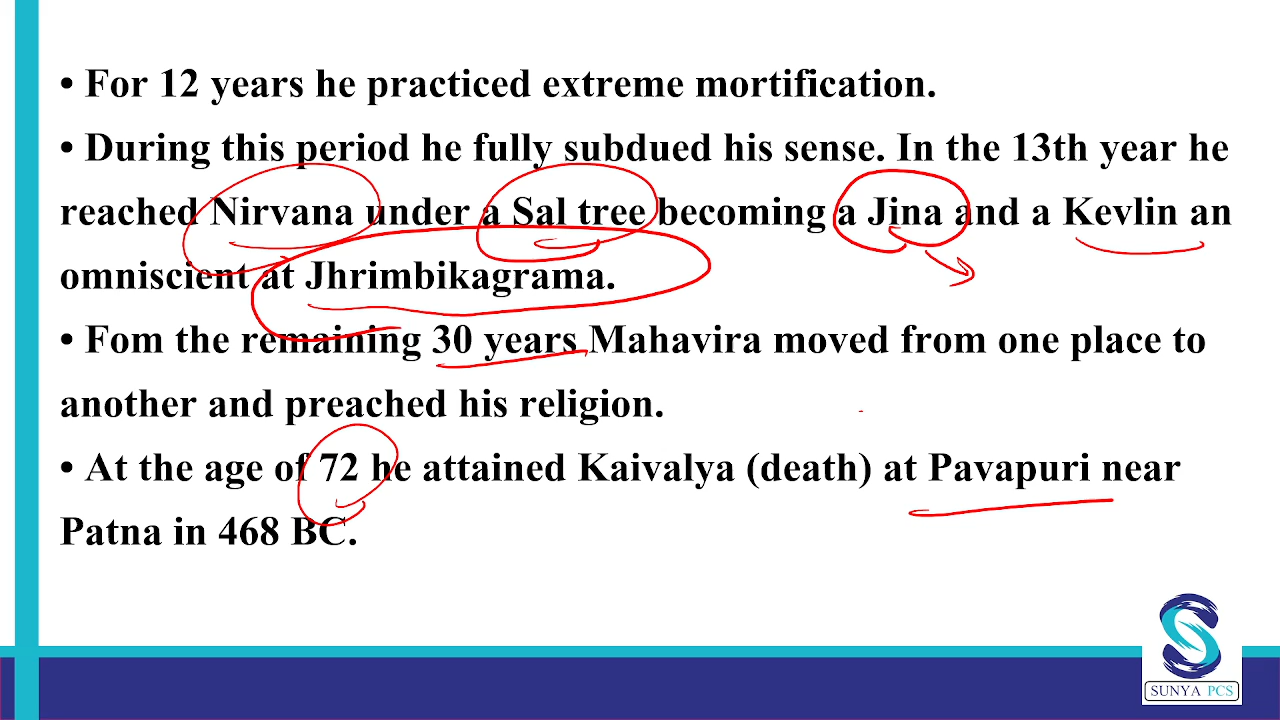 • For 12 years he practiced extreme mortification.
• During this period he fully subdued his sense. In the 13th year he
reached Nirvana under a Sal tree becoming a Jina and a Kevlin an
omniscient at Jhrimbikagrama.
• Fom the remaining 30 years Mahavira moved from one place to
another and preached his religion.
• At the age of 72 he attained Kaivalya (death) at Pavapuri near
Patna in 468 BC.
SUNYA PCS